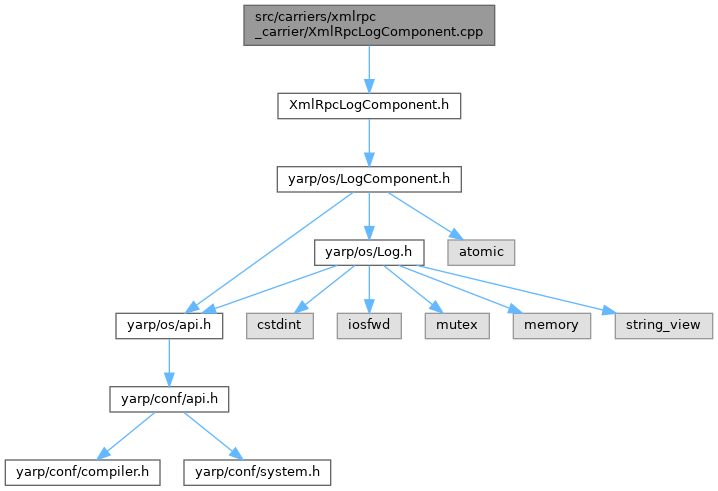 src/carriers/xmlrpc
_carrier/XmlRpcLogComponent.cpp
XmlRpcLogComponent.h
yarp/os/LogComponent.h
yarp/os/Log.h
atomic
yarp/os/api.h
cstdint
iosfwd
mutex
memory
string_view
yarp/conf/api.h
yarp/conf/compiler.h
yarp/conf/system.h